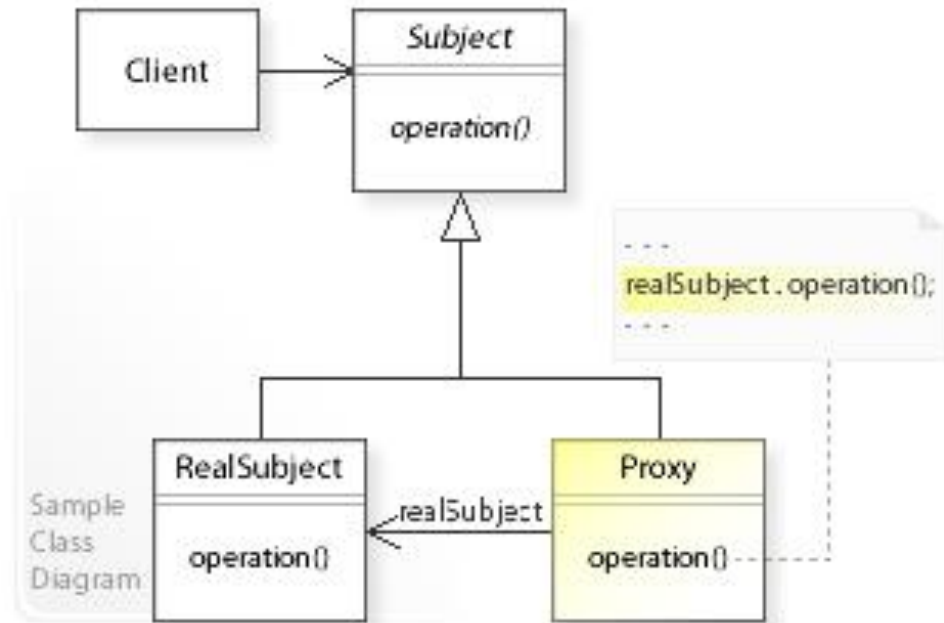 Client
Subject
operation()
- - -
realSubject.operation();
- - -
RealSubject
operation()
realSubject
Proxy
operation()
Sample
Class
Diagram